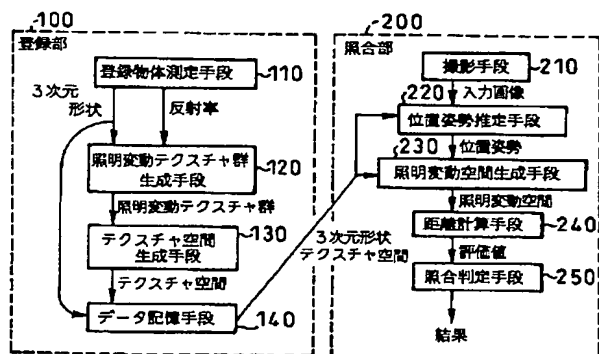 100
登録部
登録物体測定手段
110
3次元
形状
反射率
照明変動テクスチャ群
生成手段
120
照明変動テクスチャ群
テクスチャ空間
生成手段
130
テクスチャ空間
データ記憶手段
140
3次元形状
テクスチャ空間
200
照合部
撮影手段
210
入力画像
220
位置姿勢推定手段
位置姿勢
230
照明変動空間生成手段
照明変動空間
距離計算手段
240
評価値
照合判定手段
250
結果